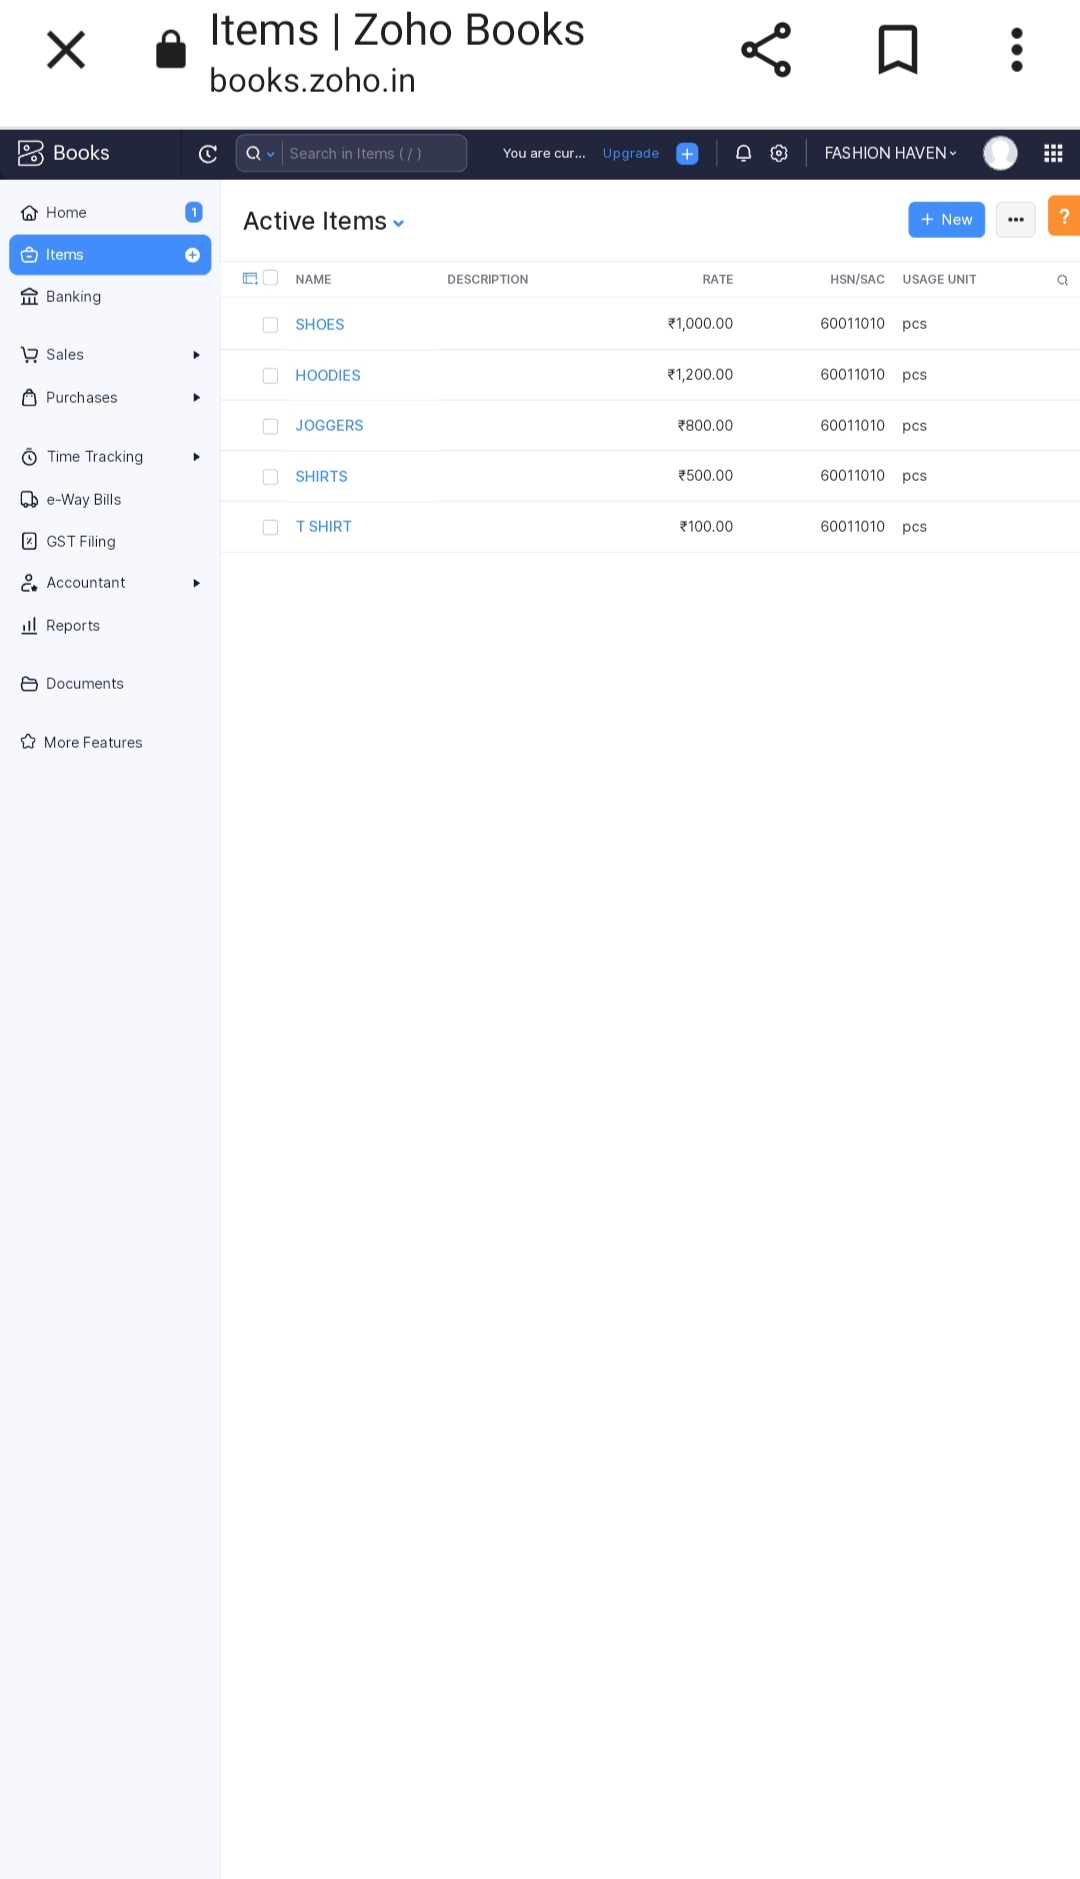 Items | Zoho Books
books.zoho.in
Books
Search in Items ( / )
You are cur... Upgrade
FASHION HAVEN
Home 1
Items
Banking
Sales
Purchases
Time Tracking
e-Way Bills
GST Filing
Accountant
Reports
Documents
More Features
Active Items
+ New
?
NAME DESCRIPTION RATE HSN/SAC USAGE UNIT
SHOES ₹1,000.00 60011010 pcs
HOODIES ₹1,200.00 60011010 pcs
JOGGERS ₹800.00 60011010 pcs
SHIRTS ₹500.00 60011010 pcs
T SHIRT ₹100.00 60011010 pcs